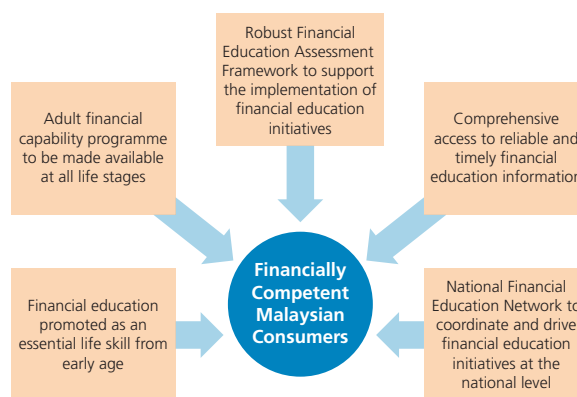 Robust Financial
Education Assessment
Framework to support
the implementation of
financial education
initiatives
Adult financial
capability programme
to be made available
at all life stages
Comprehensive
access to reliable and
timely financial
education information
Financially
Competent
Malaysian
Consumers
Financial education
promoted as an
essential life skill from
early age
National Financial
Education Network to
coordinate and drive
financial education
initiatives at the
national level